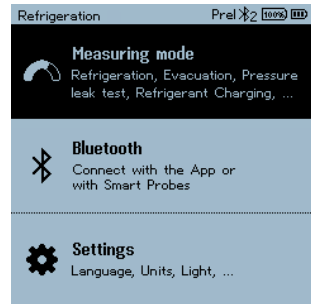 Refrigeration Prel 2 100%
Measuring mode
Refrigeration, Evacuation, Pressure
leak test, Refrigerant Charging, ...
Bluetooth
Connect with the App or
with Smart Probes
Settings
Language, Units, Light, ...